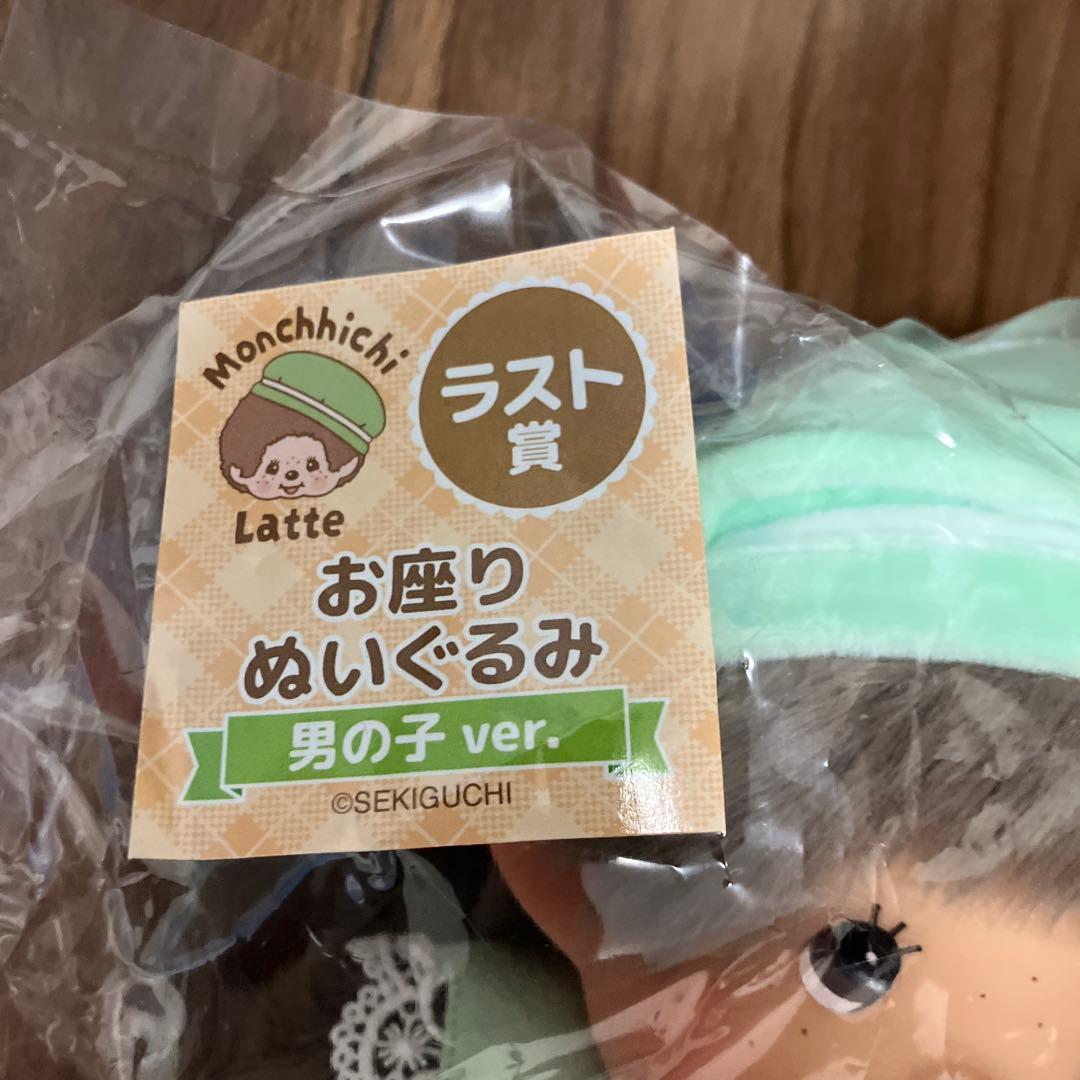 Monchhichi
Latte
ラスト
賞
お座り
ぬいぐるみ
男の子 ver.
©SEKIGUCHI